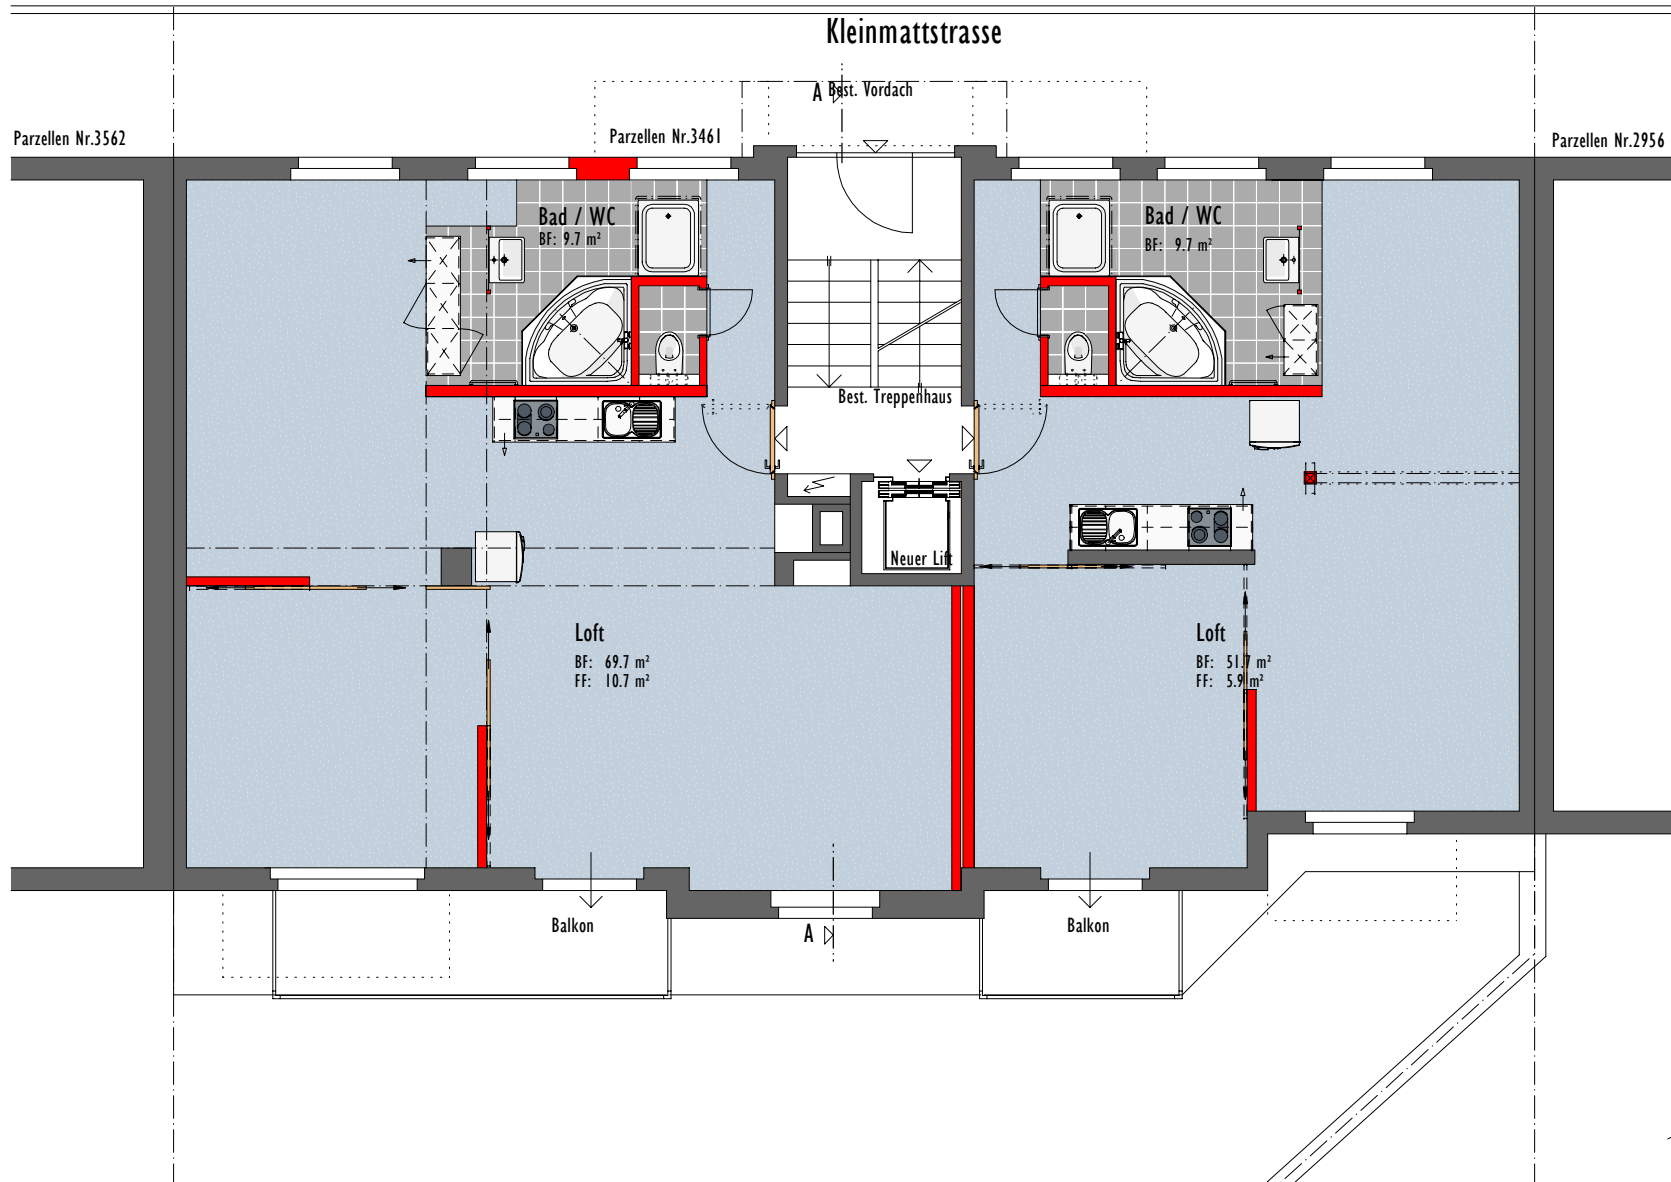 Kleinmattstrasse
A
Best. Vordach
Parzellen Nr.3562
Parzellen Nr.3461
Parzellen Nr.2956
Bad / WC
BF: 9.7 m²
Bad / WC
BF: 9.7 m²
Best. Treppenhaus
Neuer Lift
Loft
BF: 69.7 m²
FF: 10.7 m²
Loft
BF: 51.7 m²
FF: 5.9 m²
Balkon
A
Balkon